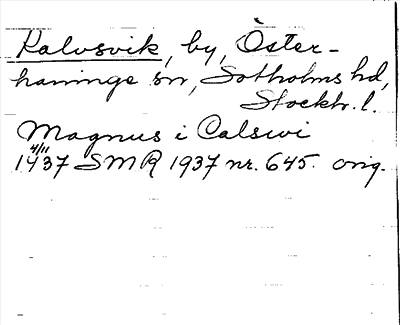 Kalvsvik, by, Öster-
haninge sn, Sotholms hd,
Stockh. l.
Magnus i Calswi
4/11
1437 SMR 1937 nr. 645. orig.